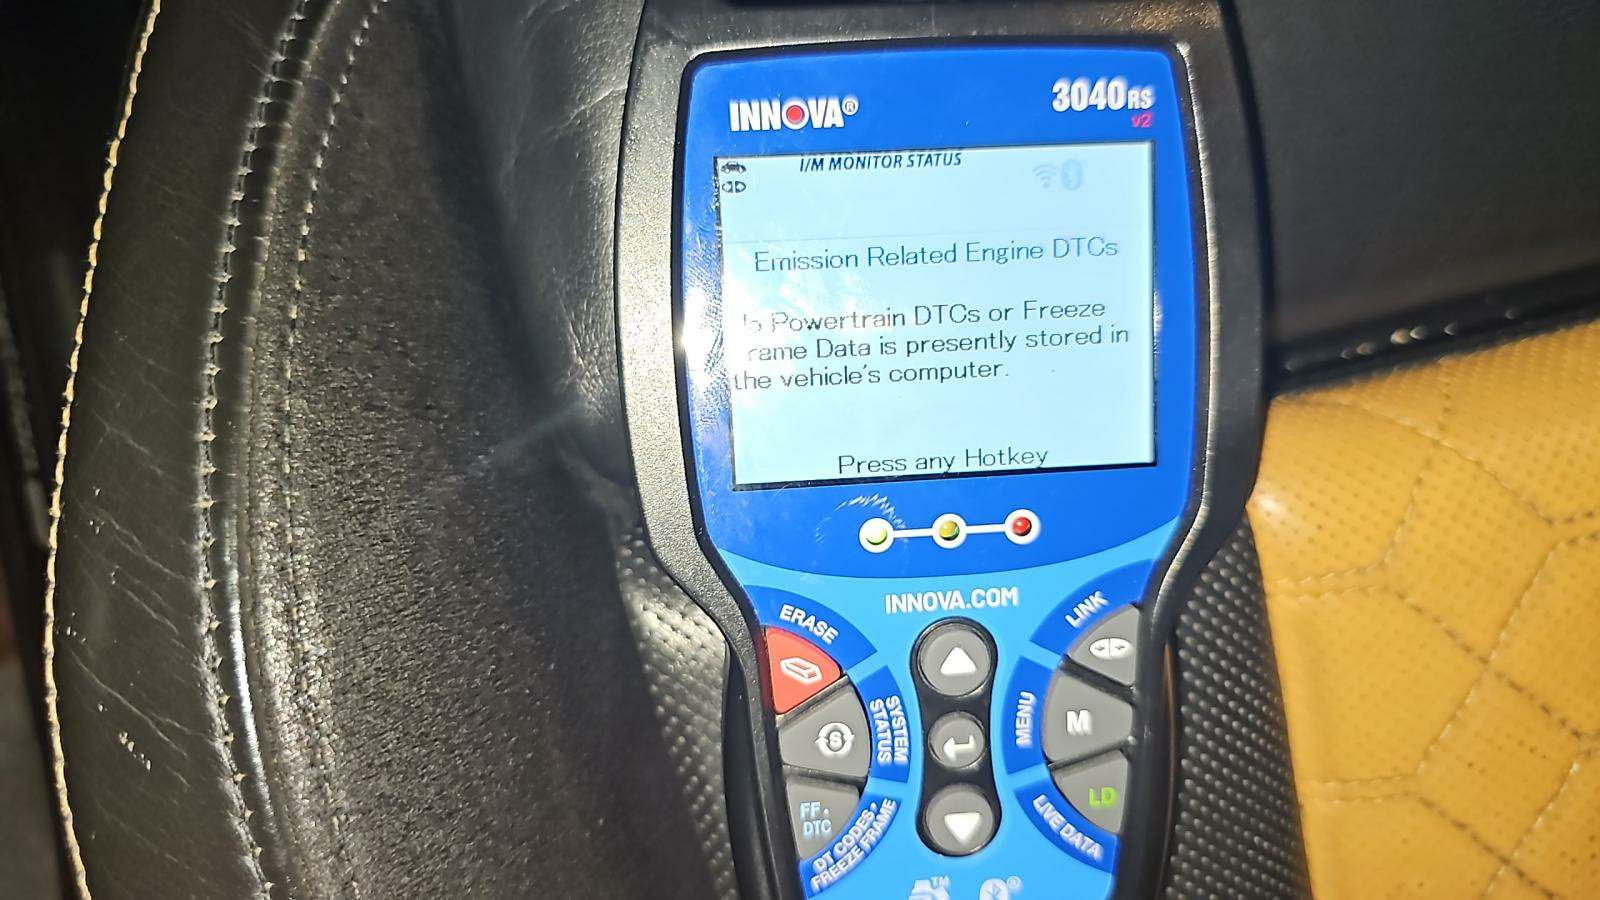 INNOVA®
3040RS
v2
I/M MONITOR STATUS
Emission Related Engine DTCs
Powertrain DTCs or Freeze
rame Data is presently stored in
the vehicle's computer.
Press any Hotkey
INNOVA.COM
ERASE
LINK
SYSTEM
STATUS
S
MENU
M
FF•
DTC
LD
DT CODES,
FREEZE FRAME
LIVE DATA
TM
®